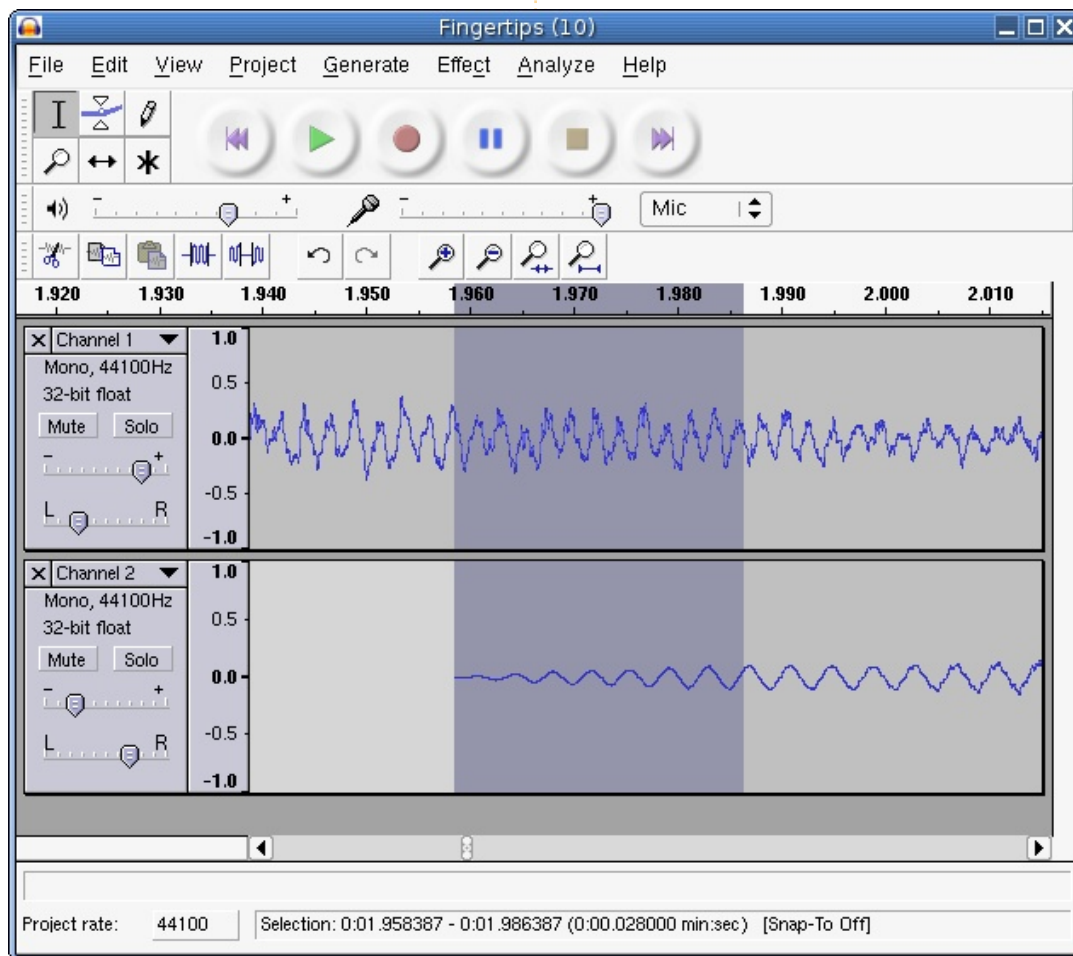 Fingertips (10)
File Edit View Project Generate Effect Analyze Help
- + - + Mic
1.920 1.930 1.940 1.950 1.960 1.970 1.980 1.990 2.000 2.010
Channel 1
Mono, 44100Hz
32-bit float
Mute Solo
- +
L R
1.0
0.5
0.0
-0.5
-1.0
Channel 2
Mono, 44100Hz
32-bit float
Mute Solo
- +
L R
1.0
0.5
0.0
-0.5
-1.0
Project rate: 44100 Selection: 0:01.958387 - 0:01.986387 (0:00.028000 min:sec) [Snap-To Off]